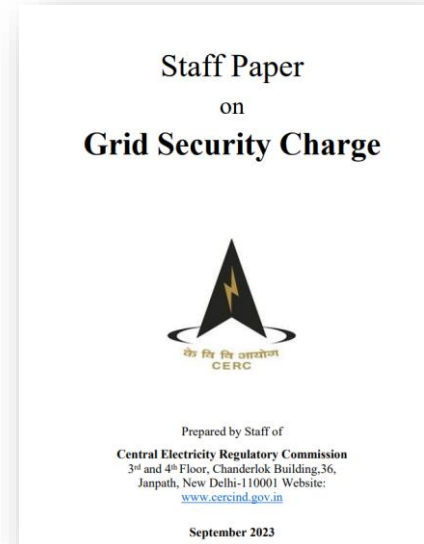 Staff Paper
on
Grid Security Charge
के वि वि आयोग
CERC
Prepared by Staff of
Central Electricity Regulatory Commission
3rd and 4th Floor, Chanderlok Building,36,
Janpath, New Delhi-110001 Website:
www.cercind.gov.in
September 2023